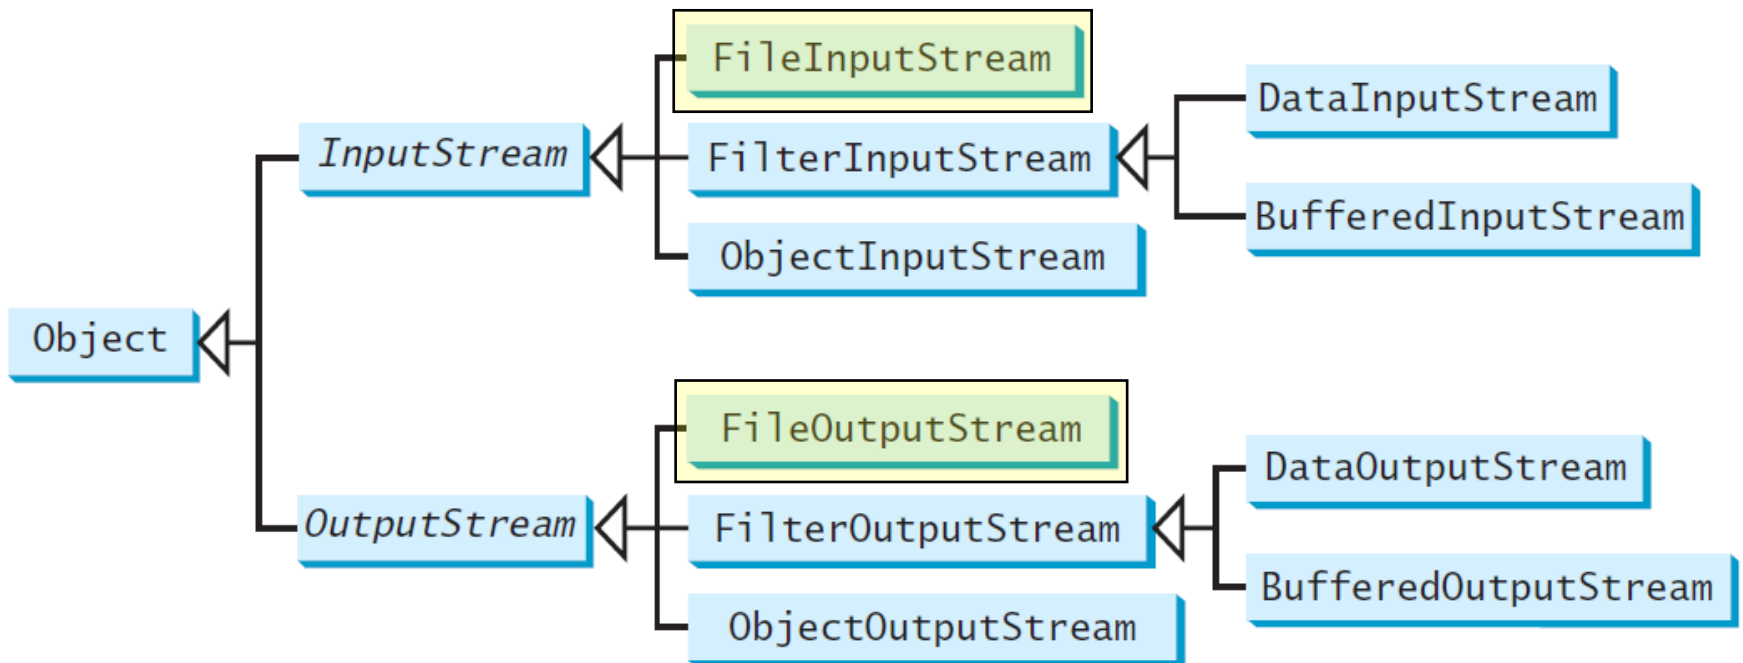 Object
InputStream
FileInputStream
FilterInputStream
ObjectInputStream
DataInputStream
BufferedInputStream
OutputStream
FileOutputStream
FilterOutputStream
ObjectOutputStream
DataOutputStream
BufferedOutputStream